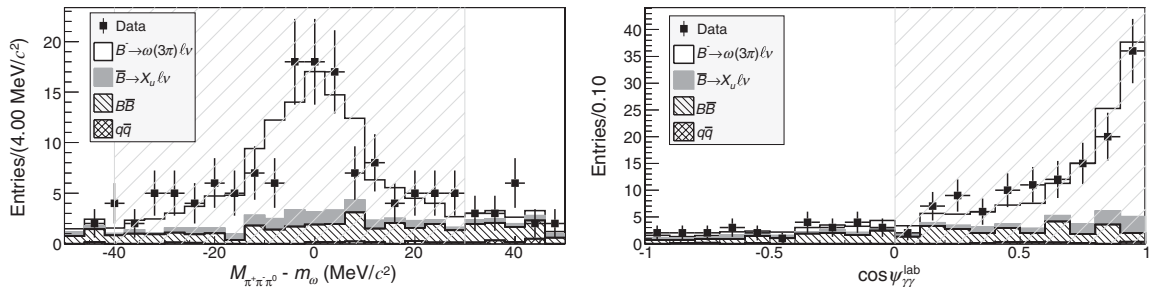 Entries/(4.00 MeV/c²)
20
15
10
5
0
Data
B⁻→ω(3π)ℓν
B̅→Xᵤℓν
BB̅
qq̅
-40 -20 0 20 40
M_π⁺π⁻π⁰ - m_ω (MeV/c²)
Entries/0.10
40
35
30
25
20
15
10
5
0
Data
B⁻→ω(3π)ℓν
B̅→Xᵤℓν
BB̅
qq̅
-1 -0.5 0 0.5 1
cosψ_γγ^lab